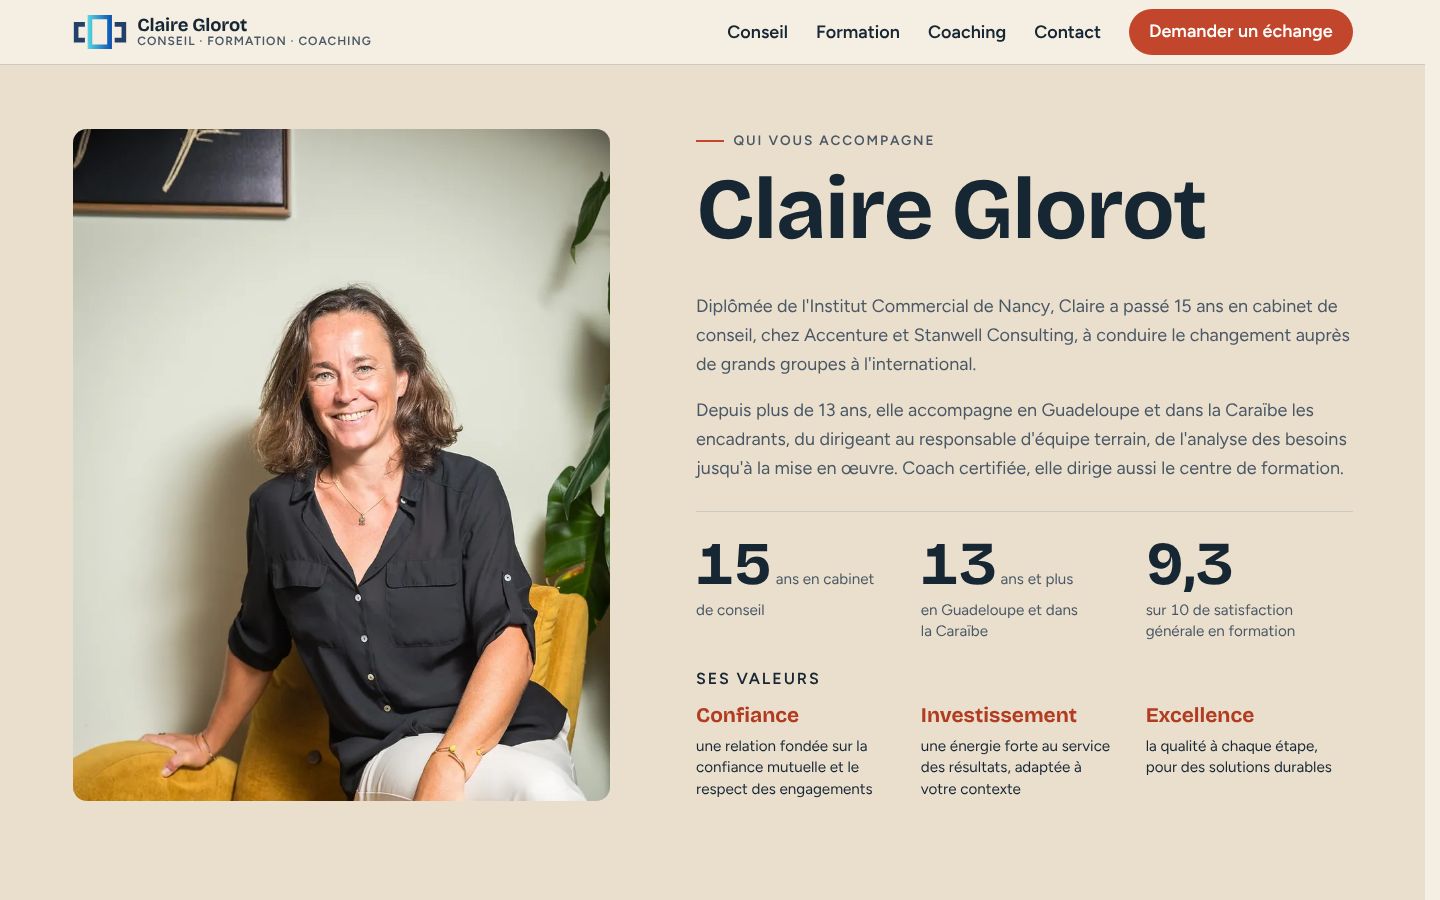 Claire Glorot
CONSEIL · FORMATION · COACHING
Conseil
Formation
Coaching
Contact
Demander un échange
QUI VOUS ACCOMPAGNE
Claire Glorot
Diplômée de l'Institut Commercial de Nancy, Claire a passé 15 ans en cabinet de
conseil, chez Accenture et Stanwell Consulting, à conduire le changement auprès
de grands groupes à l'international.
Depuis plus de 13 ans, elle accompagne en Guadeloupe et dans la Caraïbe les
encadrants, du dirigeant au responsable d'équipe terrain, de l'analyse des besoins
jusqu'à la mise en œuvre. Coach certifiée, elle dirige aussi le centre de formation.
15 ans en cabinet
de conseil
13 ans et plus
en Guadeloupe et dans
la Caraïbe
9,3
sur 10 de satisfaction
générale en formation
SES VALEURS
Confiance
une relation fondée sur la
confiance mutuelle et le
respect des engagements
Investissement
une énergie forte au service
des résultats, adaptée à
votre contexte
Excellence
la qualité à chaque étape,
pour des solutions durables